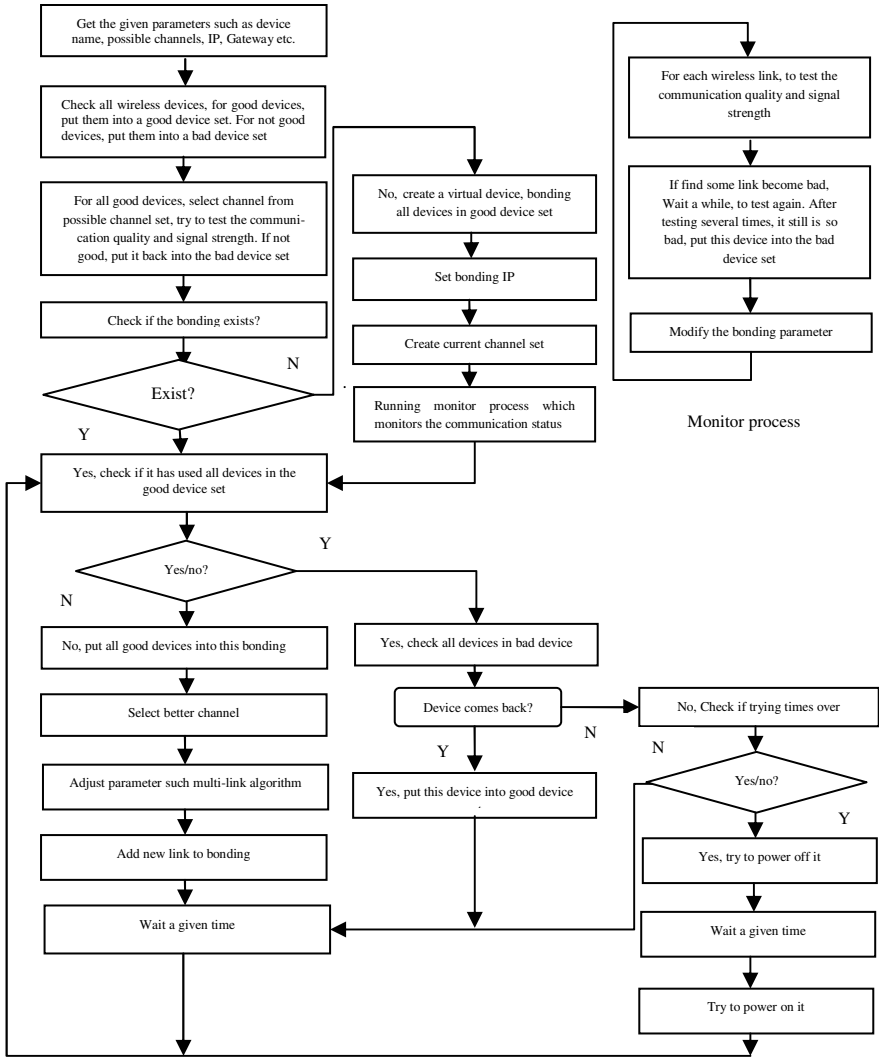 Get the given parameters such as device
name, possible channels, IP, Gateway etc.
Check all wireless devices, for good devices,
put them into a good device set. For not good
devices, put them into a bad device set
For all good devices, select channel from
possible channel set, try to test the communi-
cation quality and signal strength. If not
good, put it back into the bad device set
Check if the bonding exists?
Exist?
N
Y
No, create a virtual device, bonding
all devices in good device set
Set bonding IP
Create current channel set
Running monitor process which
monitors the communication status
For each wireless link, to test the
communication quality and signal
strength
If find some link become bad,
Wait a while, to test again. After
testing several times, it still is so
bad, put this device into the bad
device set
Modify the bonding parameter
Monitor process
Yes, check if it has used all devices in the
good device set
Yes/no?
Y
N
No, put all good devices into this bonding
Select better channel
Adjust parameter such multi-link algorithm
Add new link to bonding
Wait a given time
Yes, check all devices in bad device
Device comes back?
N
Y
Yes, put this device into good device
No, Check if trying times over
N
Yes/no?
Y
Yes, try to power off it
Wait a given time
Try to power on it